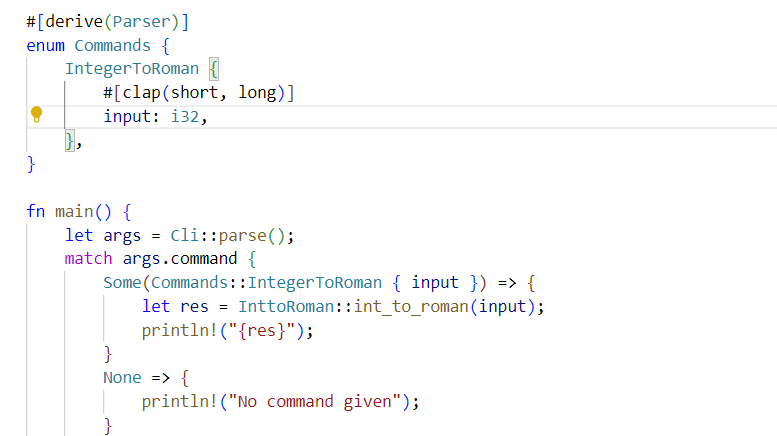 #[derive(Parser)]
enum Commands {
    IntegerToRoman {
        #[clap(short, long)]
        input: i32,
    },
}

fn main() {
    let args = Cli::parse();
    match args.command {
        Some(Commands::IntegerToRoman { input }) => {
            let res = InttoRoman::int_to_roman(input);
            println!("{res}");
        }
        None => {
            println!("No command given");
        }